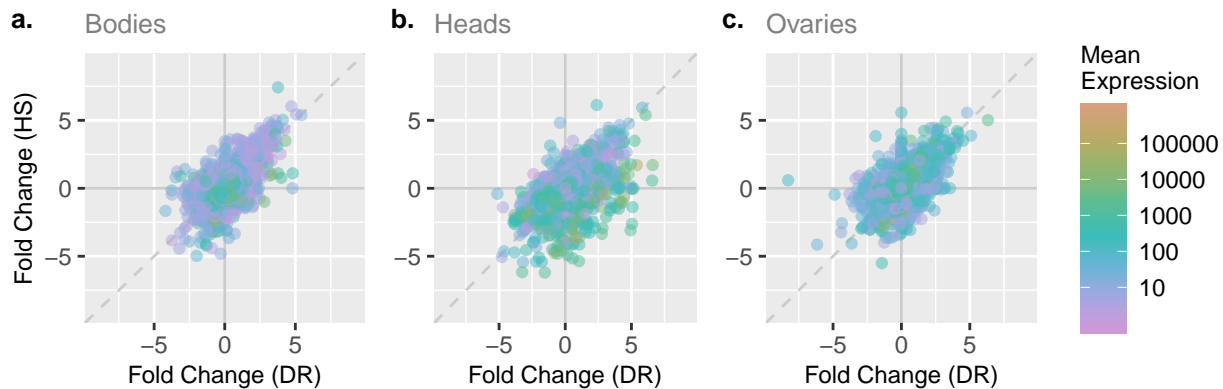 a. Bodies
b. Heads
c. Ovaries
Mean
Expression
Fold Change (HS)
5
0
−5
−5 0 5
Fold Change (DR)
5
0
−5
−5 0 5
Fold Change (DR)
5
0
−5
−5 0 5
Fold Change (DR)
100000
10000
1000
100
10